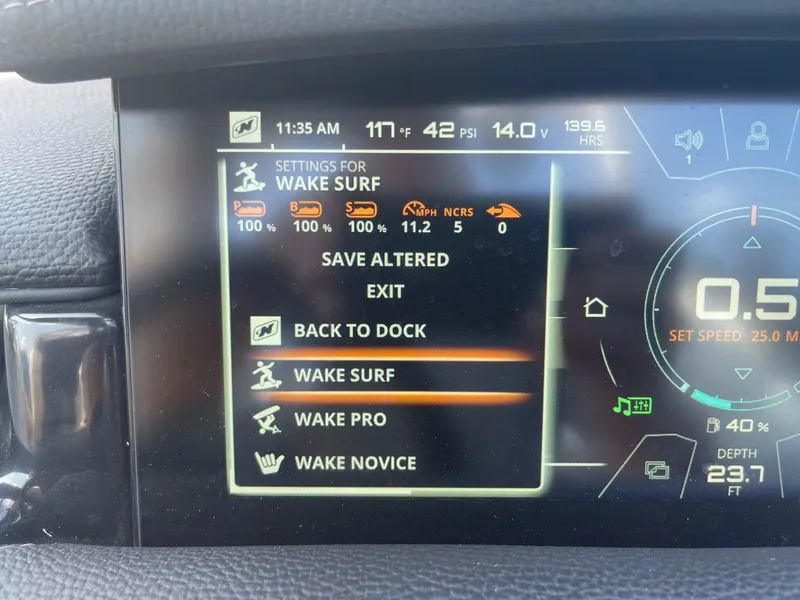 11:35 AM 117 °F 42 PSI 14.0 V 139.6 HRS
SETTINGS FOR
WAKE SURF
P B S MPH NCRS
100 % 100 % 100 % 11.2 5 0
SAVE ALTERED
EXIT
BACK TO DOCK
WAKE SURF
WAKE PRO
WAKE NOVICE
1
0.5
SET SPEED 25.0 M
40 %
DEPTH
23.7
FT